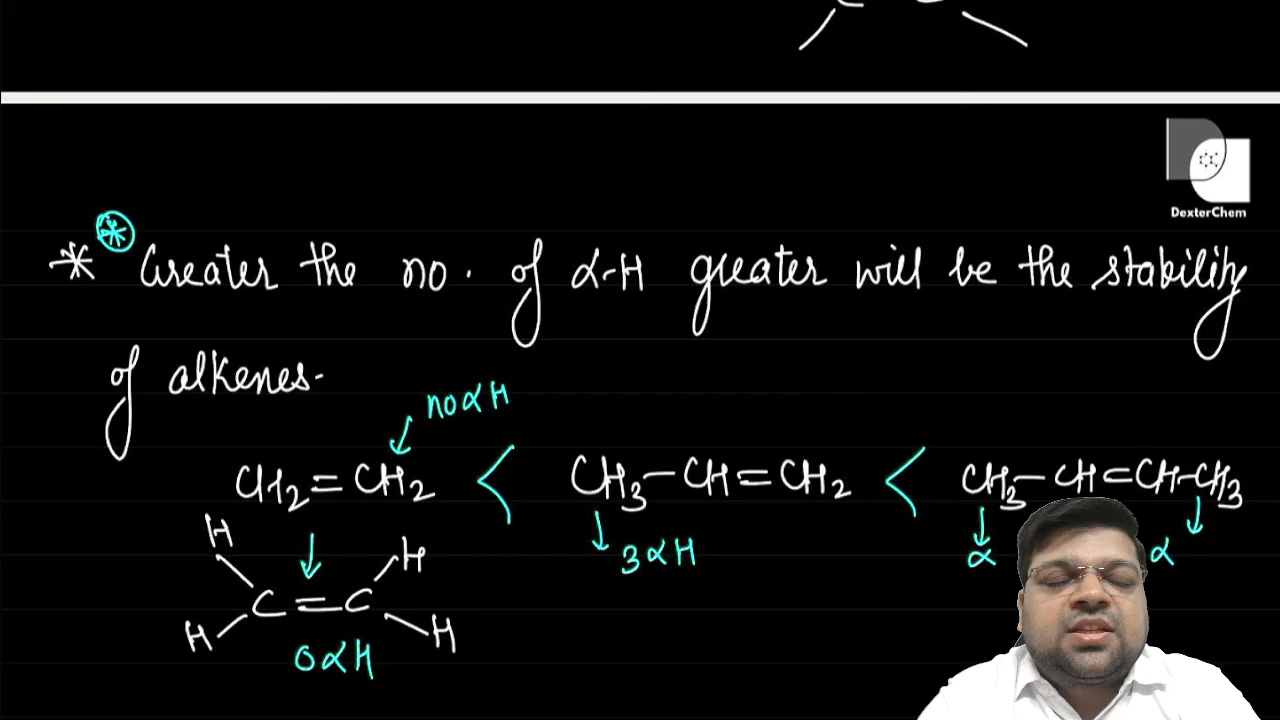 DexterChem
* Greater the no. of α-H greater will be the stability
of alkenes.
no α H
CH₂=CH₂ < CH₃-CH=CH₂ < CH₃-CH=CH-CH₃
3 α H
α α
H H
C=C
H H
0 α H